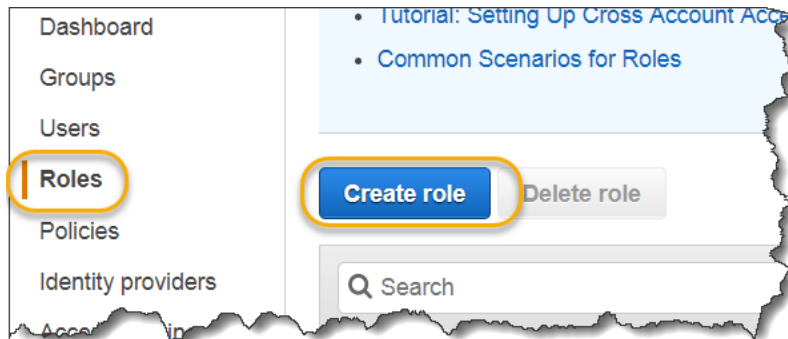 Dashboard
Groups
Users
Roles
Policies
Identity providers
Tutorial: Setting Up Cross Account
Common Scenarios for Roles
Create role
Delete role
Search